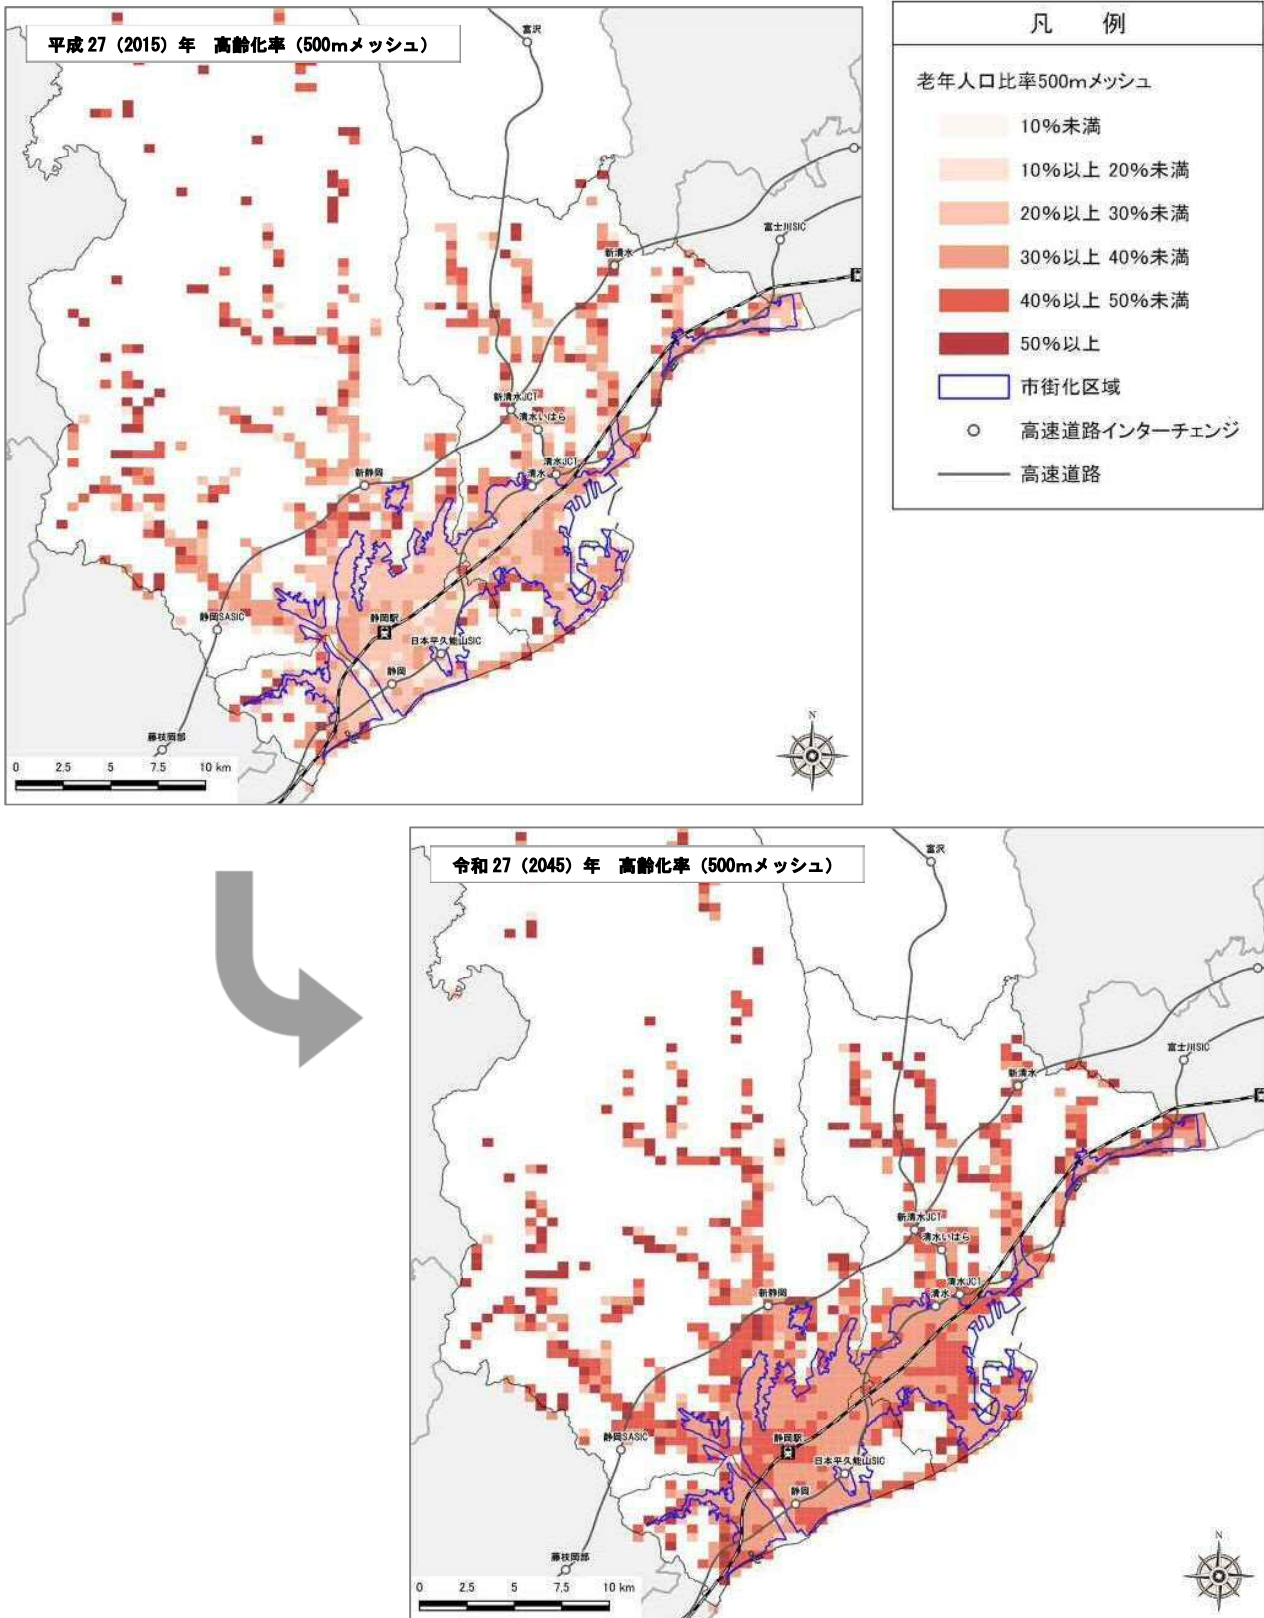 平成27（2015）年　高齢化率（500mメッシュ）
富沢
富士川SIC
新清水
新清水JCT
清水いはら
清水JCT
清水
新静岡
静岡SASIC
静岡駅
日本平久能山SIC
静岡
藤枝岡部
N
0 2.5 5 7.5 10 km
凡　例
老年人口比率500mメッシュ
10%未満
10%以上 20%未満
20%以上 30%未満
30%以上 40%未満
40%以上 50%未満
50%以上
市街化区域
高速道路インターチェンジ
高速道路
令和27（2045）年　高齢化率（500mメッシュ）
富沢
富士川SIC
新清水
新清水JCT
清水いはら
清水JCT
清水
新静岡
静岡SASIC
静岡駅
日本平久能山SIC
静岡
藤枝岡部
N
0 2.5 5 7.5 10 km